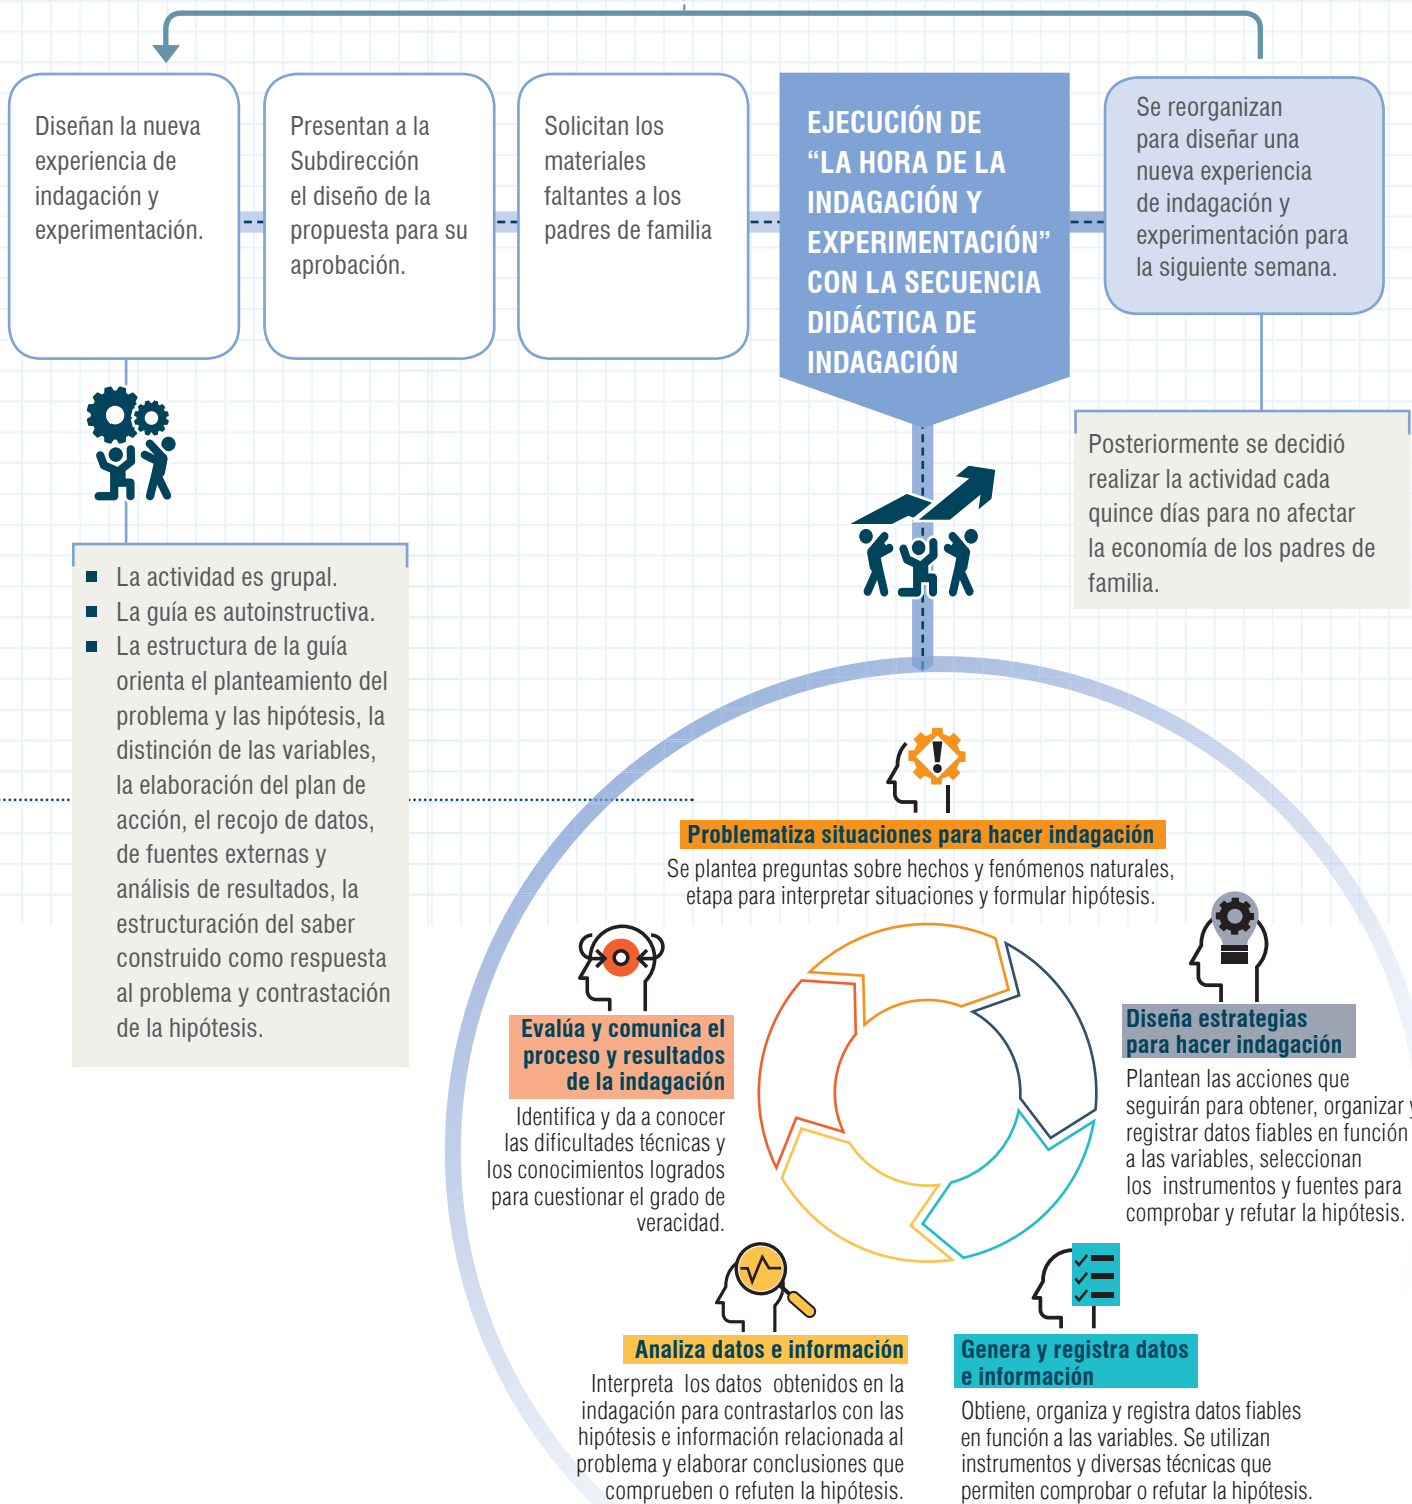 Diseñan la nueva
experiencia de
indagación y
experimentación.
Presentan a la
Subdirección
el diseño de la
propuesta para su
aprobación.
Solicitan los
materiales
faltantes a los
padres de familia
EJECUCIÓN DE
“LA HORA DE LA
INDAGACIÓN Y
EXPERIMENTACIÓN”
CON LA SECUENCIA
DIDÁCTICA DE
INDAGACIÓN
Se reorganizan
para diseñar una
nueva experiencia
de indagación y
experimentación para
la siguiente semana.
Posteriormente se decidió
realizar la actividad cada
quince días para no afectar
la economía de los padres de
familia.
La actividad es grupal.
La guía es autoinstructiva.
La estructura de la guía
orienta el planteamiento del
problema y las hipótesis, la
distinción de las variables,
la elaboración del plan de
acción, el recojo de datos,
de fuentes externas y
análisis de resultados, la
estructuración del saber
construido como respuesta
al problema y contrastación
de la hipótesis.
Problematiza situaciones para hacer indagación
Se plantea preguntas sobre hechos y fenómenos naturales,
etapa para interpretar situaciones y formular hipótesis.
Diseña estrategias
para hacer indagación
Plantean las acciones que
seguirán para obtener, organizar y
registrar datos fiables en función
a las variables, seleccionan
los instrumentos y fuentes para
comprobar y refutar la hipótesis.
Genera y registra datos
e información
Obtiene, organiza y registra datos fiables
en función a las variables. Se utilizan
instrumentos y diversas técnicas que
permiten comprobar o refutar la hipótesis.
Analiza datos e información
Interpreta los datos obtenidos en la
indagación para contrastarlos con las
hipótesis e información relacionada al
problema y elaborar conclusiones que
comprueben o refuten la hipótesis.
Evalúa y comunica el
proceso y resultados
de la indagación
Identifica y da a conocer
las dificultades técnicas y
los conocimientos logrados
para cuestionar el grado de
veracidad.